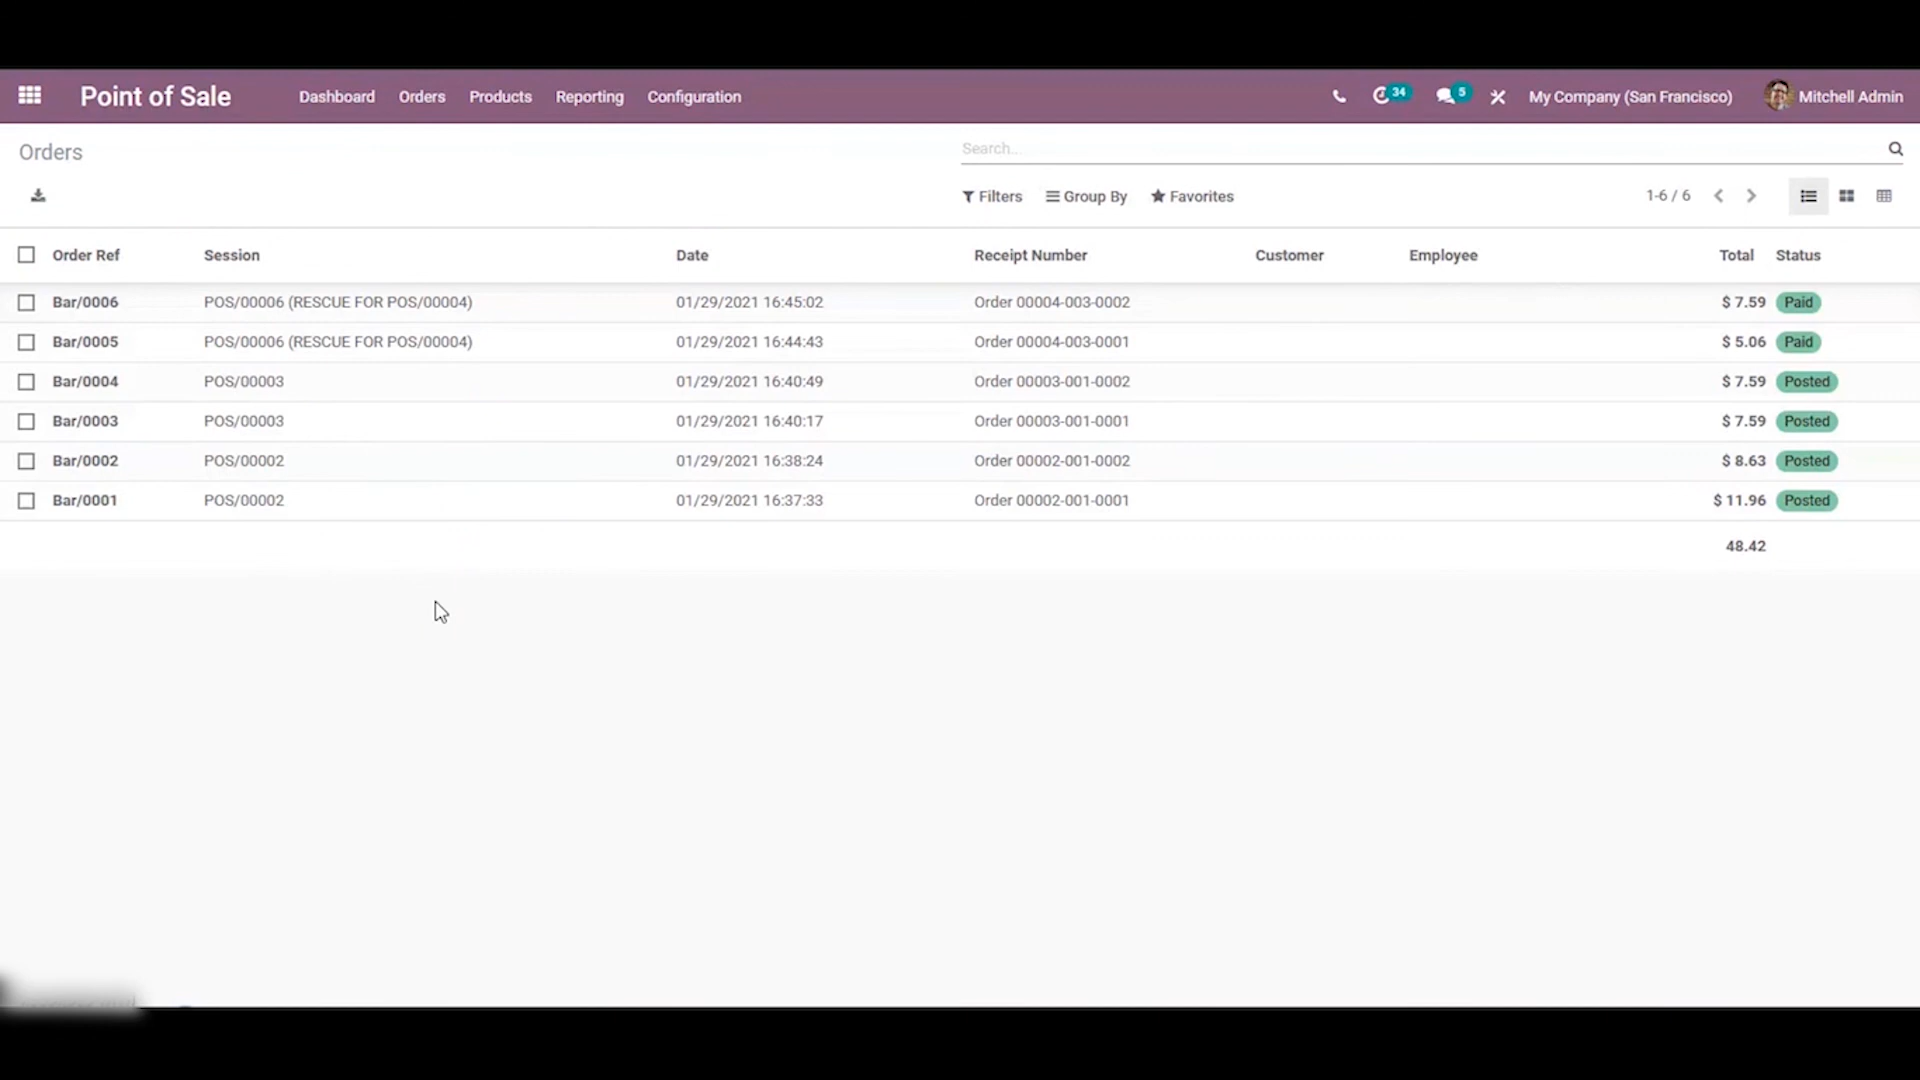 Point of Sale Dashboard Orders Products Reporting Configuration 34 5 My Company (San Francisco) Mitchell Admin
Orders Search...
Filters Group By Favorites 1-6 / 6
Order Ref Session Date Receipt Number Customer Employee Total Status
Bar/0006 POS/00006 (RESCUE FOR POS/00004) 01/29/2021 16:45:02 Order 00004-003-0002 $ 7.59 Paid
Bar/0005 POS/00006 (RESCUE FOR POS/00004) 01/29/2021 16:44:43 Order 00004-003-0001 $ 5.06 Paid
Bar/0004 POS/00003 01/29/2021 16:40:49 Order 00003-001-0002 $ 7.59 Posted
Bar/0003 POS/00003 01/29/2021 16:40:17 Order 00003-001-0001 $ 7.59 Posted
Bar/0002 POS/00002 01/29/2021 16:38:24 Order 00002-001-0002 $ 8.63 Posted
Bar/0001 POS/00002 01/29/2021 16:37:33 Order 00002-001-0001 $ 11.96 Posted
48.42